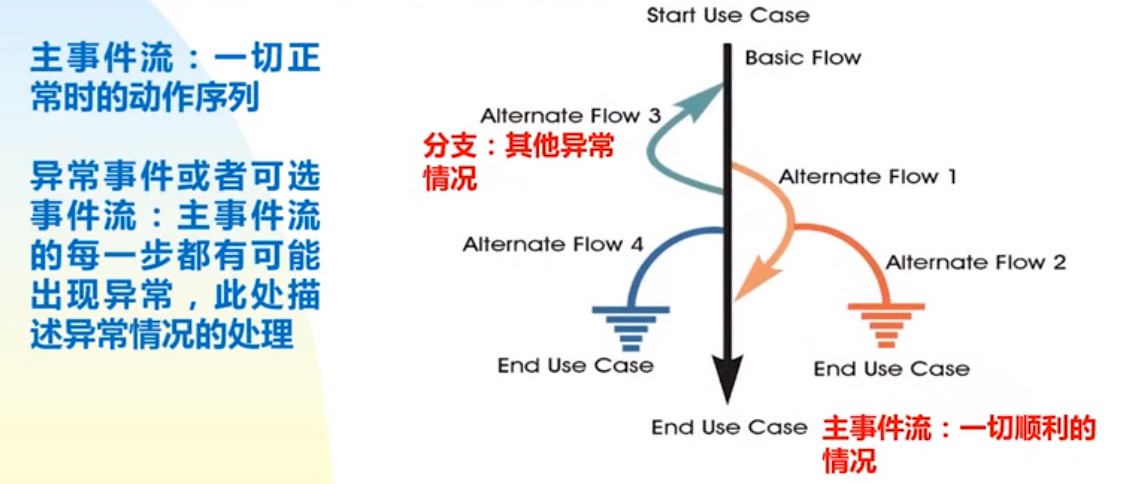 主事件流：一切正
常时的动作序列
异常事件或者可选
事件流：主事件流
的每一步都有可能
出现异常，此处描
述异常情况的处理
Start Use Case
Basic Flow
Alternate Flow 3
分支：其他异常
情况
Alternate Flow 1
Alternate Flow 4
Alternate Flow 2
End Use Case
End Use Case
End Use Case
主事件流：一切顺利的
情况